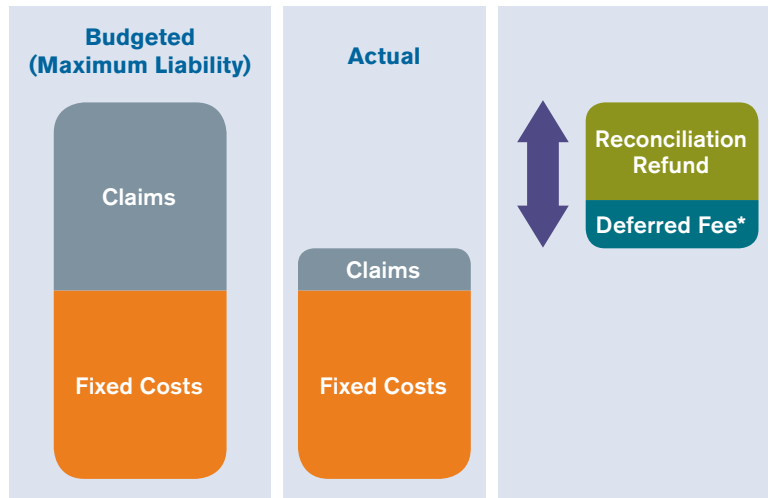 Budgeted
(Maximum Liability)
Claims
Fixed Costs
Actual
Claims
Fixed Costs
Reconciliation
Refund
Deferred Fee*